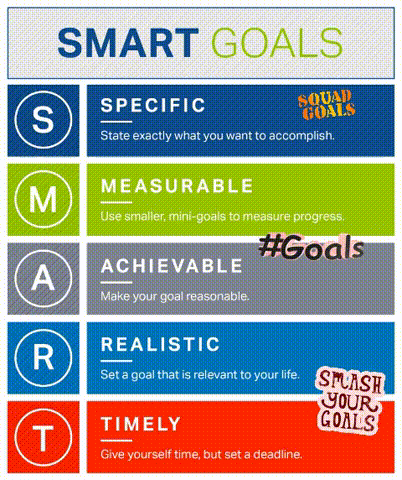 SMART GOALS
S
SPECIFIC
SQUAD
GOALS
State exactly what you want to accomplish.
M
MEASURABLE
Use smaller, mini-goals to measure progress.
#Goals
A
ACHIEVABLE
Make your goal reasonable.
R
REALISTIC
Set a goal that is relevant to your life.
SMASH
YOUR
GOALS
T
TIMELY
Give yourself time, but set a deadline.